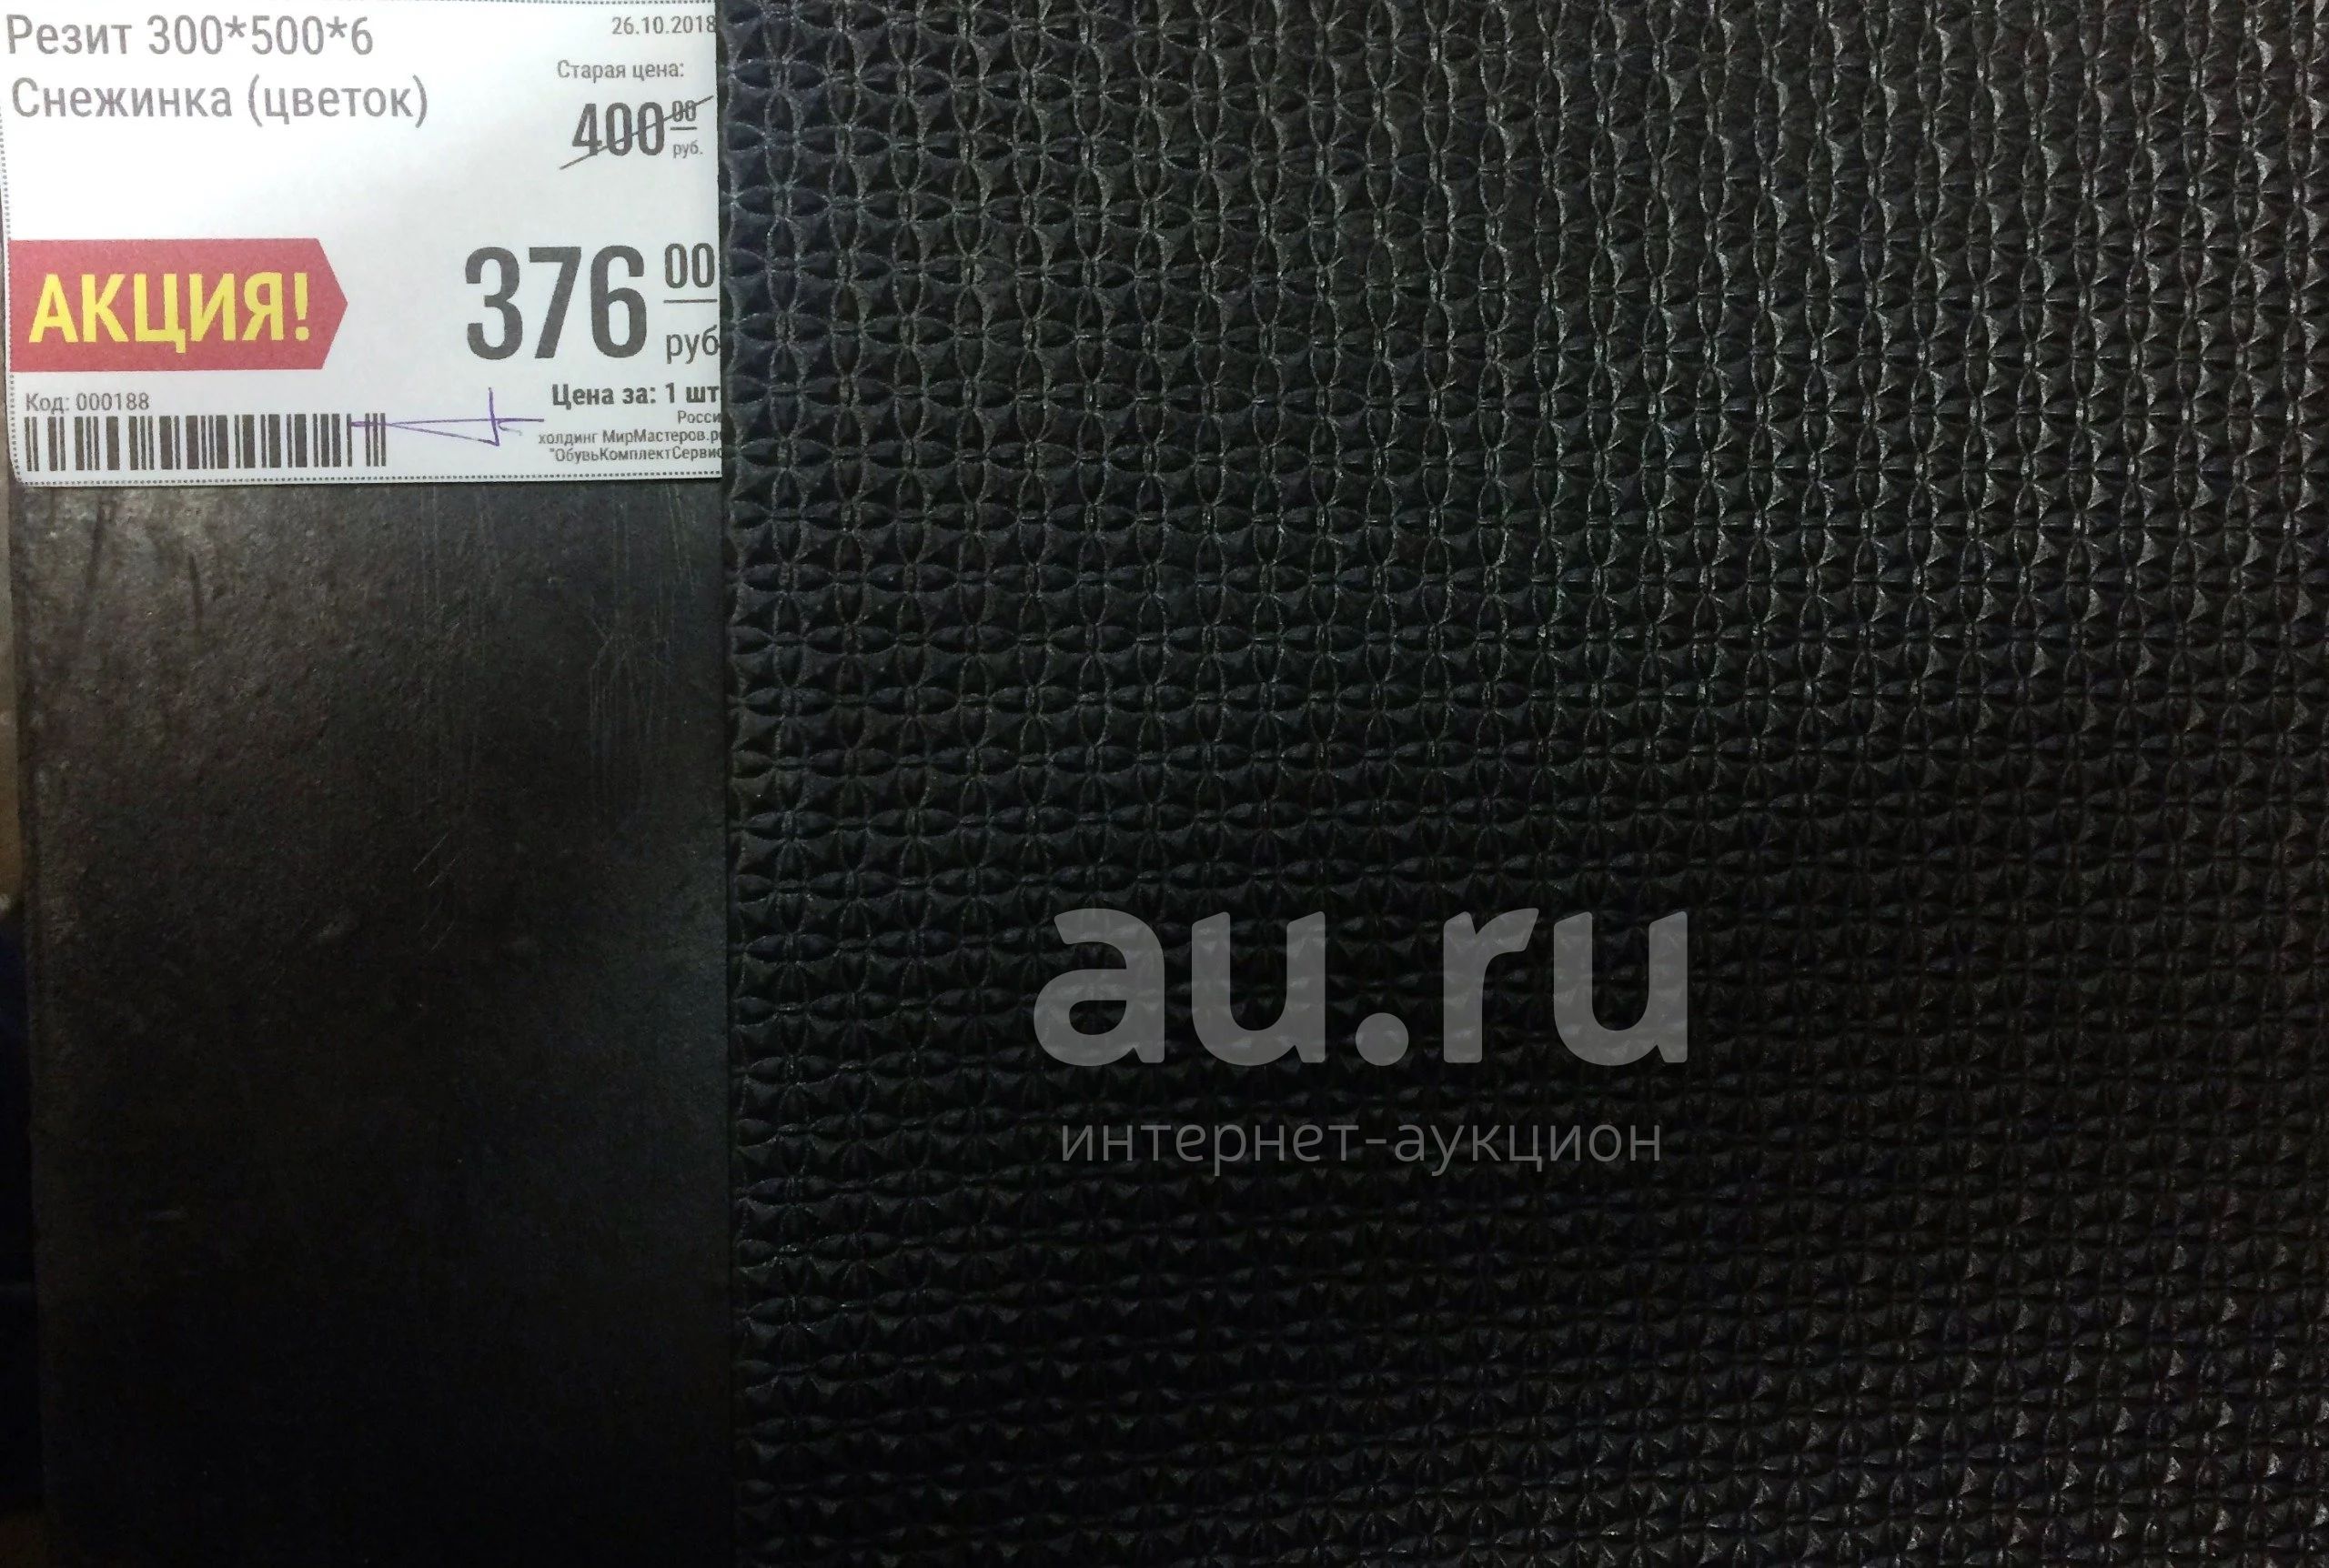 Резит 300*500*6
Снежинка (цветок)
26.10.2018
Старая цена:
400 00
руб.
АКЦИЯ!
376 00
руб
Цена за: 1 шт
Код: 000188
Росси
холдинг МирМастеров.р
"ОбувьКомплектСервис
au.ru
интернет-аукцион